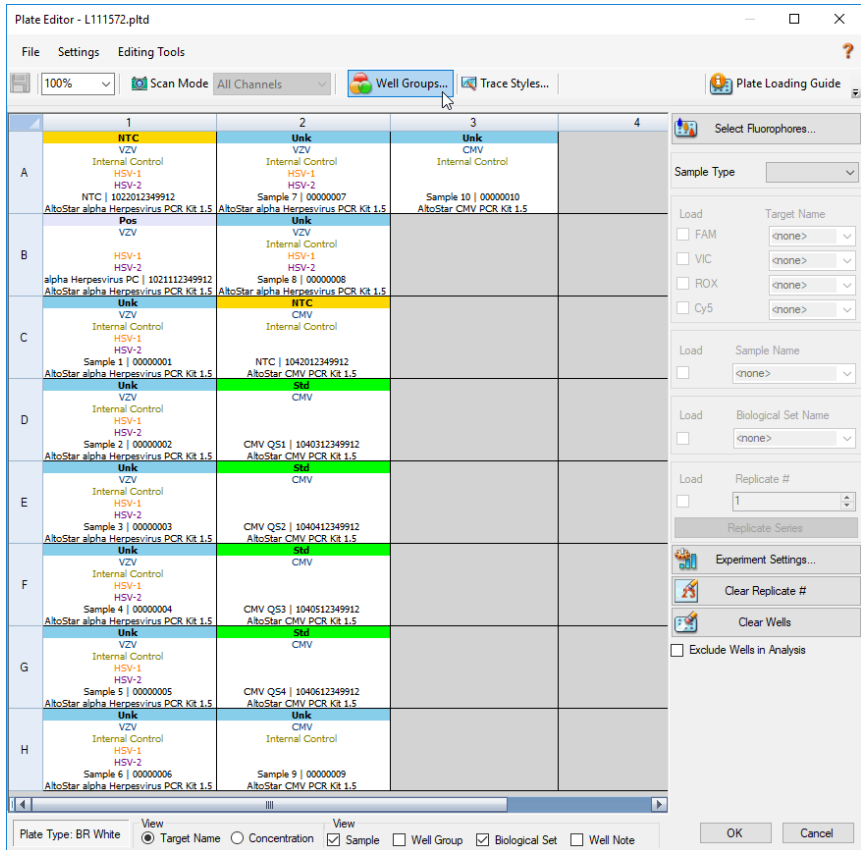 Plate Editor - L111572.pltd
File Settings Editing Tools ?
100% Scan Mode All Channels Well Groups... Trace Styles... Plate Loading Guide
1 2 3 4
A
NTC
VZV
Internal Control
HSV-1
HSV-2
NTC | 1022012349912
AltoStar alpha Herpesvirus PCR Kit 1.5
Unk
VZV
Internal Control
HSV-1
HSV-2
Sample 7 | 00000007
AltoStar alpha Herpesvirus PCR Kit 1.5
Unk
CMV
Internal Control
Sample 10 | 00000010
AltoStar CMV PCR Kit 1.5
B
Pos
VZV
HSV-1
HSV-2
alpha Herpesvirus PC | 1021112349912
AltoStar alpha Herpesvirus PCR Kit 1.5
Unk
VZV
Internal Control
HSV-1
HSV-2
Sample 8 | 00000008
AltoStar alpha Herpesvirus PCR Kit 1.5
C
Unk
VZV
Internal Control
HSV-1
HSV-2
Sample 1 | 00000001
AltoStar alpha Herpesvirus PCR Kit 1.5
NTC
CMV
Internal Control
NTC | 1042012349912
AltoStar CMV PCR Kit 1.5
D
Unk
VZV
Internal Control
HSV-1
HSV-2
Sample 2 | 00000002
AltoStar alpha Herpesvirus PCR Kit 1.5
Std
CMV
CMV QS1 | 1040312349912
AltoStar CMV PCR Kit 1.5
E
Unk
VZV
Internal Control
HSV-1
HSV-2
Sample 3 | 00000003
AltoStar alpha Herpesvirus PCR Kit 1.5
Std
CMV
CMV QS2 | 1040412349912
AltoStar CMV PCR Kit 1.5
F
Unk
VZV
Internal Control
HSV-1
HSV-2
Sample 4 | 00000004
AltoStar alpha Herpesvirus PCR Kit 1.5
Std
CMV
CMV QS3 | 1040512349912
AltoStar CMV PCR Kit 1.5
G
Unk
VZV
Internal Control
HSV-1
HSV-2
Sample 5 | 00000005
AltoStar alpha Herpesvirus PCR Kit 1.5
Std
CMV
CMV QS4 | 1040612349912
AltoStar CMV PCR Kit 1.5
H
Unk
VZV
Internal Control
HSV-1
HSV-2
Sample 6 | 00000006
AltoStar alpha Herpesvirus PCR Kit 1.5
Unk
CMV
Internal Control
Sample 9 | 00000009
AltoStar CMV PCR Kit 1.5
Select Fluorophores...
Sample Type
Load Target Name
FAM <none>
VIC <none>
ROX <none>
Cy5 <none>
Load Sample Name
<none>
Load Biological Set Name
<none>
Load Replicate #
1
Replicate Series
Experiment Settings...
Clear Replicate #
Clear Wells
Exclude Wells in Analysis
Plate Type: BR White
View
Target Name Concentration
View
Sample Well Group Biological Set Well Note
OK Cancel